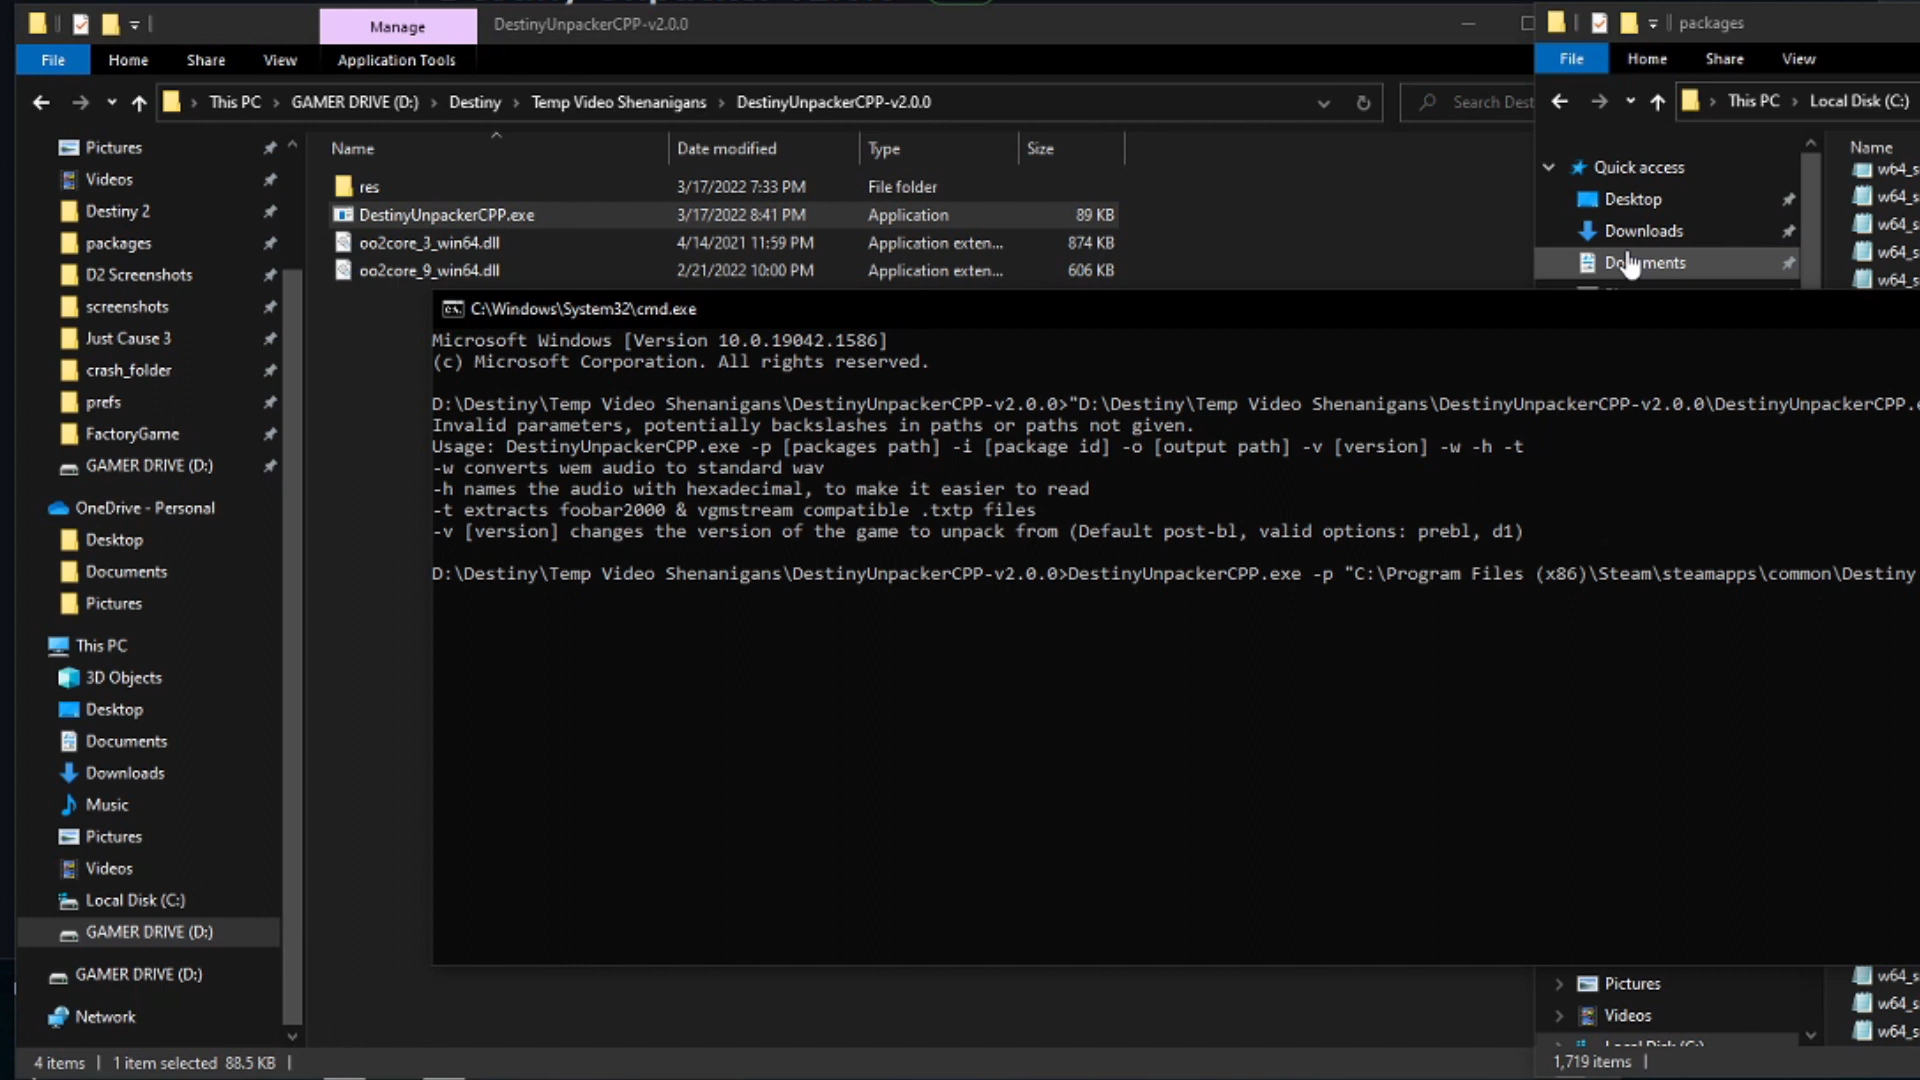 Manage
DestinyUnpackerCPP-v2.0.0
File
Home
Share
View
Application Tools
This PC
GAMER DRIVE (D:)
Destiny
Temp Video Shenanigans
DestinyUnpackerCPP-v2.0.0
Search Dest
Name
Date modified
Type
Size
res
3/17/2022 7:33 PM
File folder
DestinyUnpackerCPP.exe
3/17/2022 8:41 PM
Application
89 KB
oo2core_3_win64.dll
4/14/2021 11:59 PM
Application exten...
874 KB
oo2core_9_win64.dll
2/21/2022 10:00 PM
Application exten...
606 KB
Pictures
Videos
Destiny 2
packages
D2 Screenshots
screenshots
Just Cause 3
crash_folder
prefs
FactoryGame
GAMER DRIVE (D:)
OneDrive - Personal
Desktop
Documents
Pictures
This PC
3D Objects
Desktop
Documents
Downloads
Music
Pictures
Videos
Local Disk (C:)
GAMER DRIVE (D:)
GAMER DRIVE (D:)
Network
4 items
1 item selected 88.5 KB
C:\Windows\System32\cmd.exe
Microsoft Windows [Version 10.0.19042.1586]
(c) Microsoft Corporation. All rights reserved.
D:\Destiny\Temp Video Shenanigans\DestinyUnpackerCPP-v2.0.0>"D:\Destiny\Temp Video Shenanigans\DestinyUnpackerCPP-v2.0.0\DestinyUnpackerCPP.e
Invalid parameters, potentially backslashes in paths or paths not given.
Usage: DestinyUnpackerCPP.exe -p [packages path] -i [package id] -o [output path] -v [version] -w -h -t
-w converts wem audio to standard wav
-h names the audio with hexadecimal, to make it easier to read
-t extracts foobar2000 & vgmstream compatible .txtp files
-v [version] changes the version of the game to unpack from (Default post-bl, valid options: prebl, d1)
D:\Destiny\Temp Video Shenanigans\DestinyUnpackerCPP-v2.0.0>DestinyUnpackerCPP.exe -p "C:\Program Files (x86)\Steam\steamapps\common\Destiny
packages
File
Home
Share
View
This PC
Local Disk (C:)
Name
Quick access
Desktop
Downloads
Documents
w64_s
w64_s
w64_s
w64_s
w64_s
Pictures
Videos
w64_s
w64_s
w64_s
1,719 items